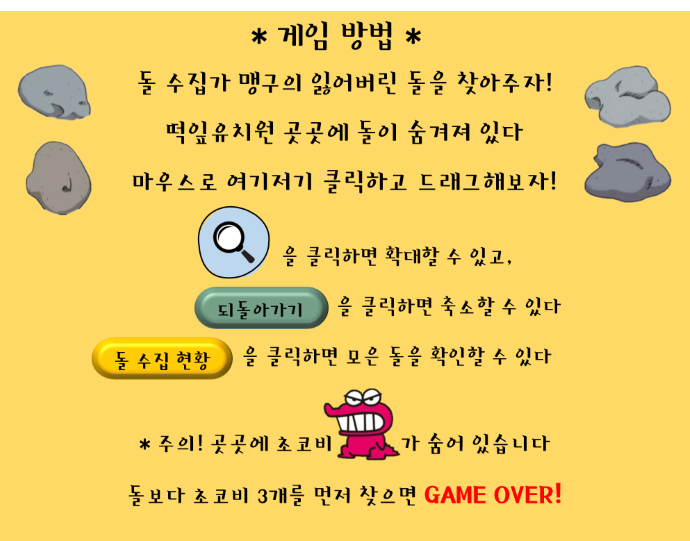 * 게임 방법 *
돌 수집가 맹구의 잃어버린 돌을 찾아주자!
떡잎유치원 곳곳에 돌이 숨겨져 있다
마우스로 여기저기 클릭하고 드래그해보자!
을 클릭하면 확대할 수 있고,
되돌아가기 을 클릭하면 축소할 수 있다
돌 수집 현황 을 클릭하면 모은 돌을 확인할 수 있다
* 주의! 곳곳에 초코비 가 숨어 있습니다
돌보다 초코비 3개를 먼저 찾으면 GAME OVER!